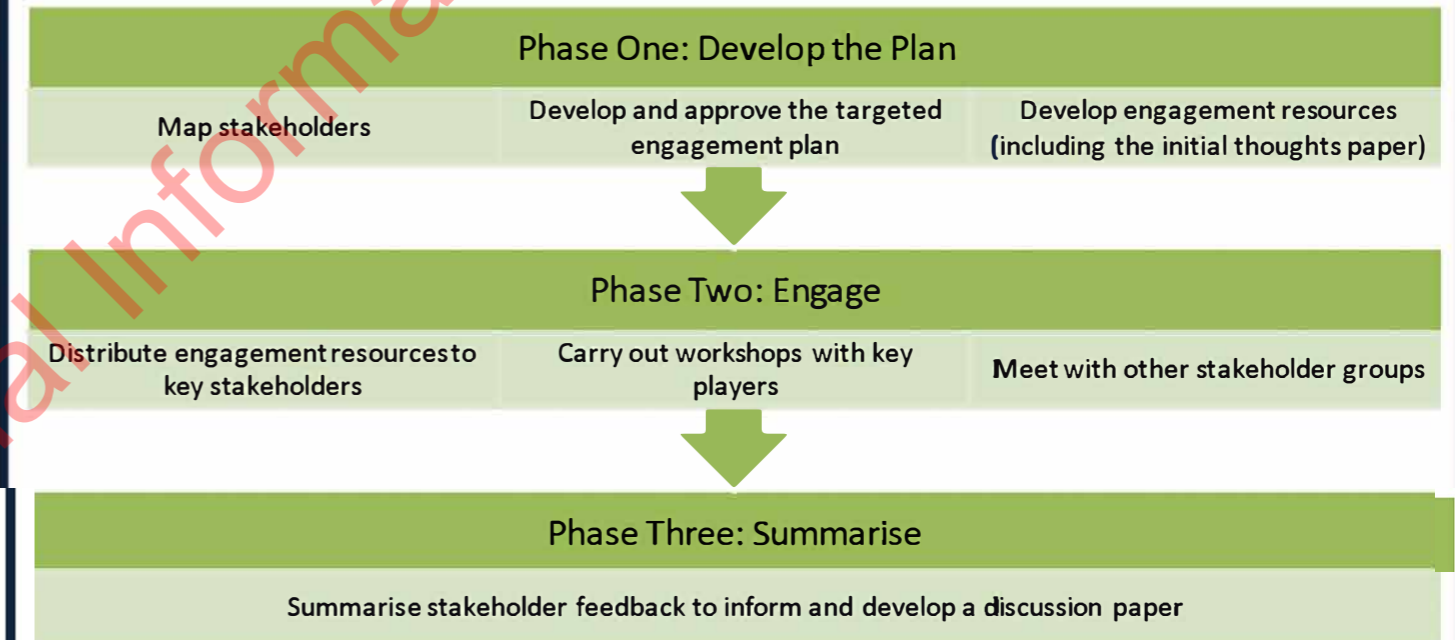 Phase One: Develop the Plan
Map stakeholders
Develop and approve the targeted
engagement plan
Develop engagement resources
(including the initial thoughts paper)
Phase Two: Engage
Distribute engagement resources to
key stakeholders
Carry out workshops with key
players
Meet with other stakeholder groups
Phase Three: Summarise
Summarise stakeholder feedback to inform and develop a discussion paper